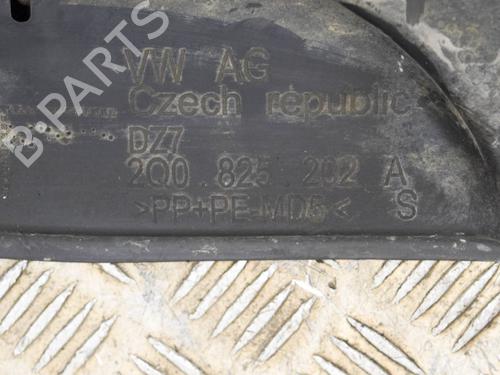 VW AG
Czech republic
DZ7
2Q0 825 202 A
>PP+PE-MD5< S
B-PARTS